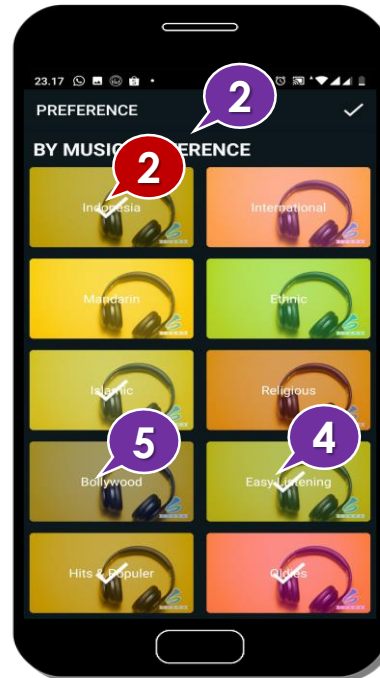 23.17
2
PREFERENCE
BY MUSIC ERENCE
2
Indonesia International
Mandarin Ethnic
Islamic Religious
5 4
Bollywood Easy Listening
Hits & Populer Oldies